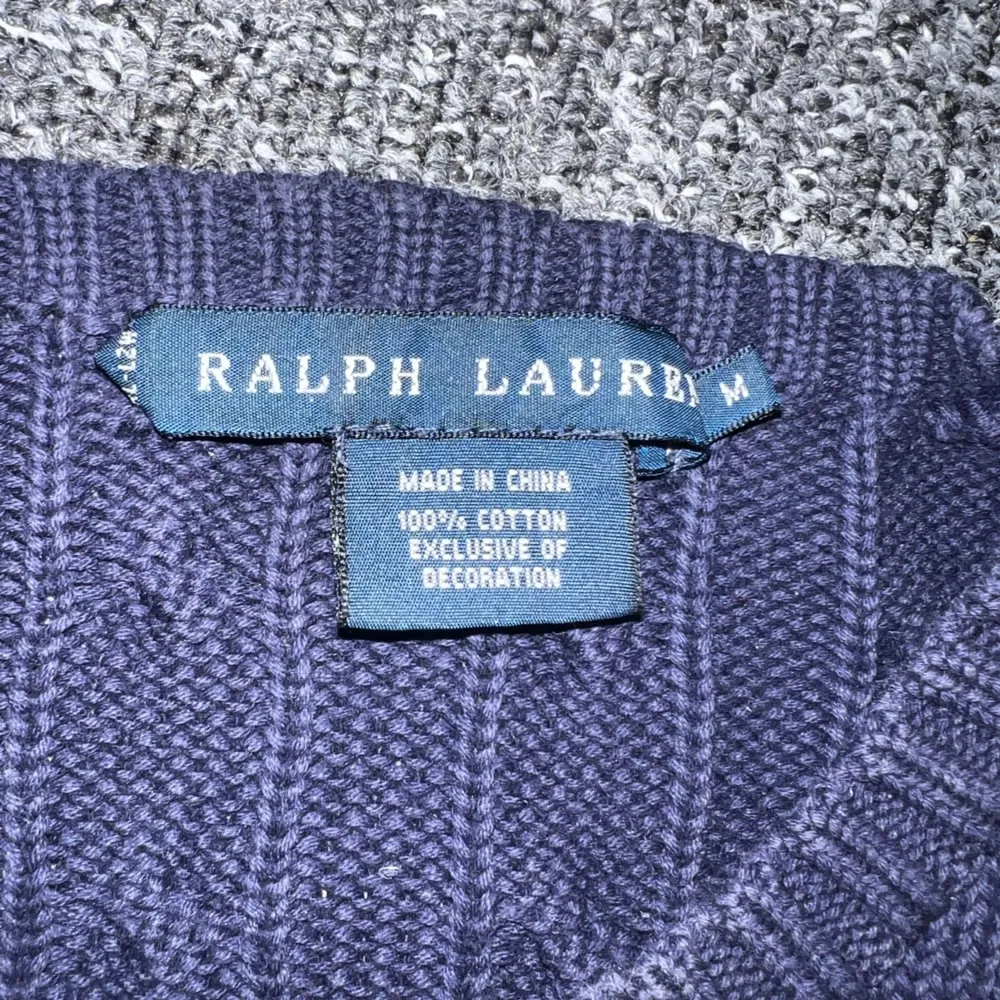 RALPH LAUREN
M
MADE IN CHINA
100% COTTON
EXCLUSIVE OF
DECORATION